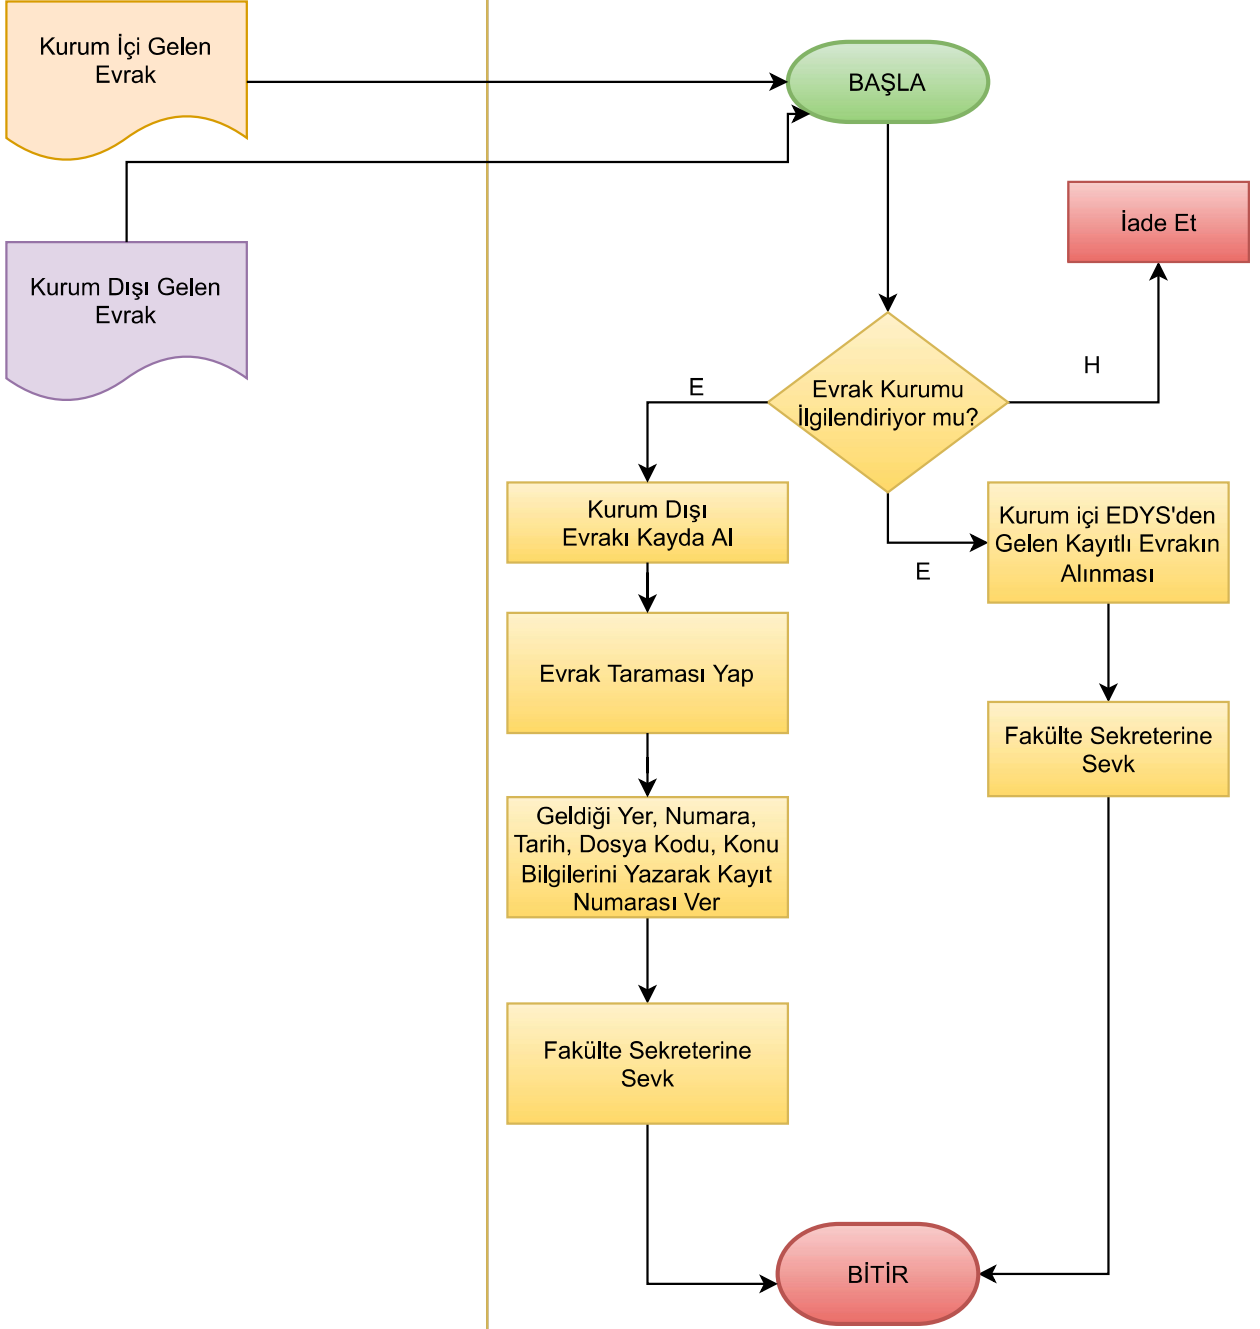 Kurum İçi Gelen
Evrak
BAŞLA
İade Et
Kurum Dışı Gelen
Evrak
H
E
Evrak Kurumu
İlgilendiriyor mu?
Kurum Dışı
Evrakı Kayda Al
Kurum içi EDYS'den
Gelen Kayıtlı Evrakın
Alınması
E
Evrak Taraması Yap
Fakülte Sekreterine
Sevk
Geldiği Yer, Numara,
Tarih, Dosya Kodu, Konu
Bilgilerini Yazarak Kayıt
Numarası Ver
Fakülte Sekreterine
Sevk
BİTİR